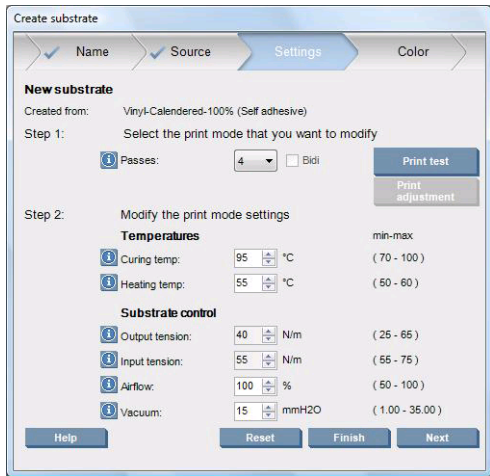 Create substrate
Name Source Settings Color
New substrate
Created from: Vinyl-Calendered-100% (Self adhesive)
Step 1: Select the print mode that you want to modify
Passes: 4 Bidi Print test
Print
adjustment
Step 2: Modify the print mode settings
Temperatures min-max
Curing temp: 95 °C ( 70 - 100 )
Heating temp: 55 °C ( 50 - 60 )
Substrate control
Output tension: 40 N/m ( 25 - 65 )
Input tension: 55 N/m ( 55 - 75 )
Airflow: 100 % ( 50 - 100 )
Vacuum: 15 mmH2O ( 1.00 - 35.00 )
Help Reset Finish Next